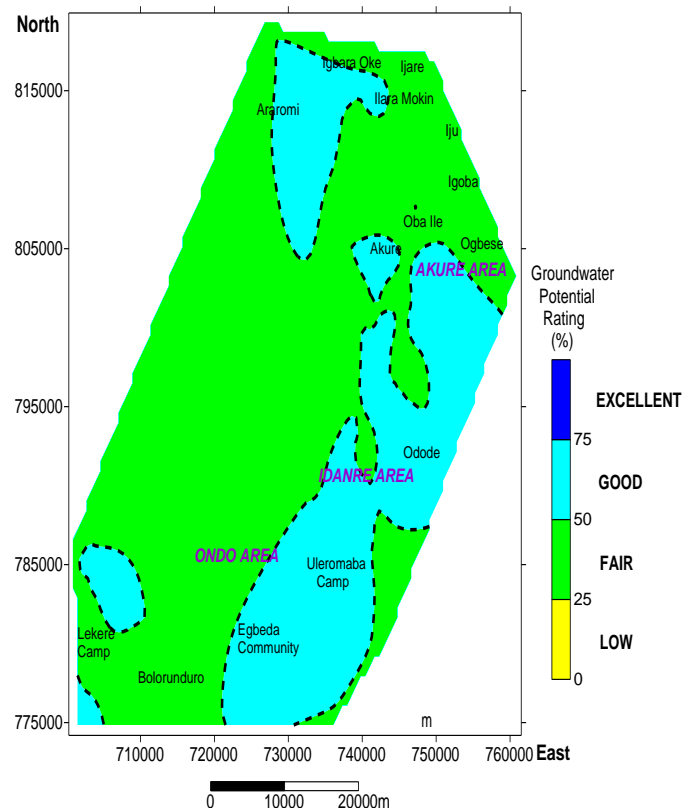 North
815000
805000
795000
785000
775000
Igbara Oke
Ijare
Araromi
Ilara Mokin
Iju
Igoba
Oba Ile
Akure
Ogbese
AKURE AREA
Odode
IDANRE AREA
ONDO AREA
Uleromaba
Camp
Lekere
Camp
Egbeda
Community
Bolorunduro
m
710000
720000
730000
740000
750000
760000
East
0
10000
20000m
Groundwater
Potential
Rating
(%)
EXCELLENT
75
GOOD
50
FAIR
25
LOW
0